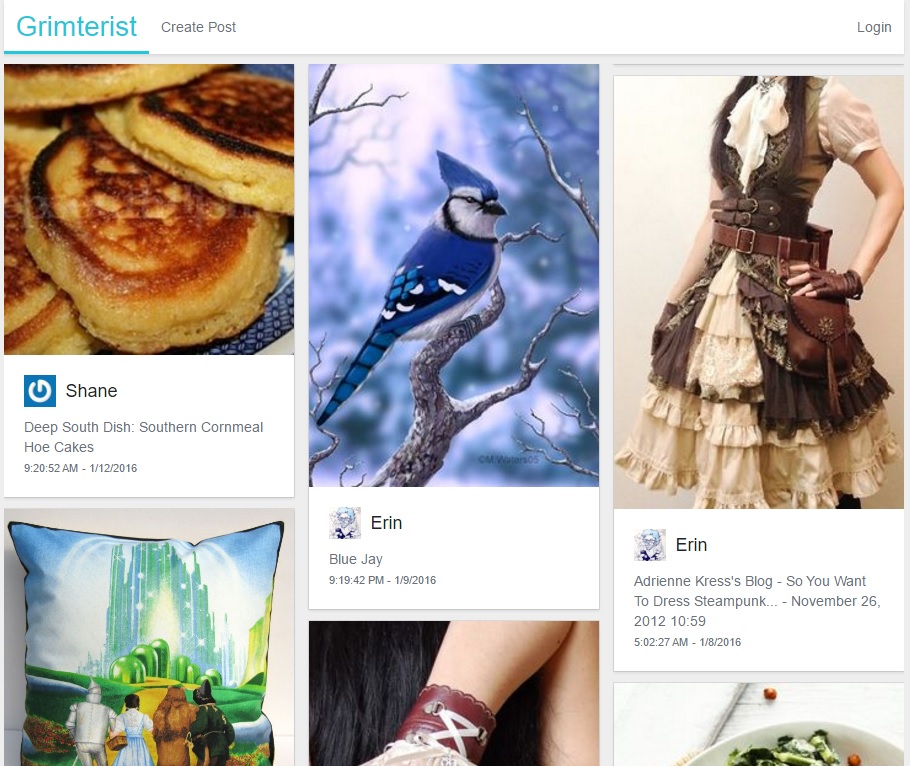 Grimterist
Create Post
Login
Shane
Deep South Dish: Southern Cornmeal
Hoe Cakes
9:20:52 AM - 1/12/2016
©M.Waters05
Erin
Blue Jay
9:19:42 PM - 1/9/2016
Erin
Adrienne Kress's Blog - So You Want
To Dress Steampunk... - November 26,
2012 10:59
5:02:27 AM - 1/8/2016